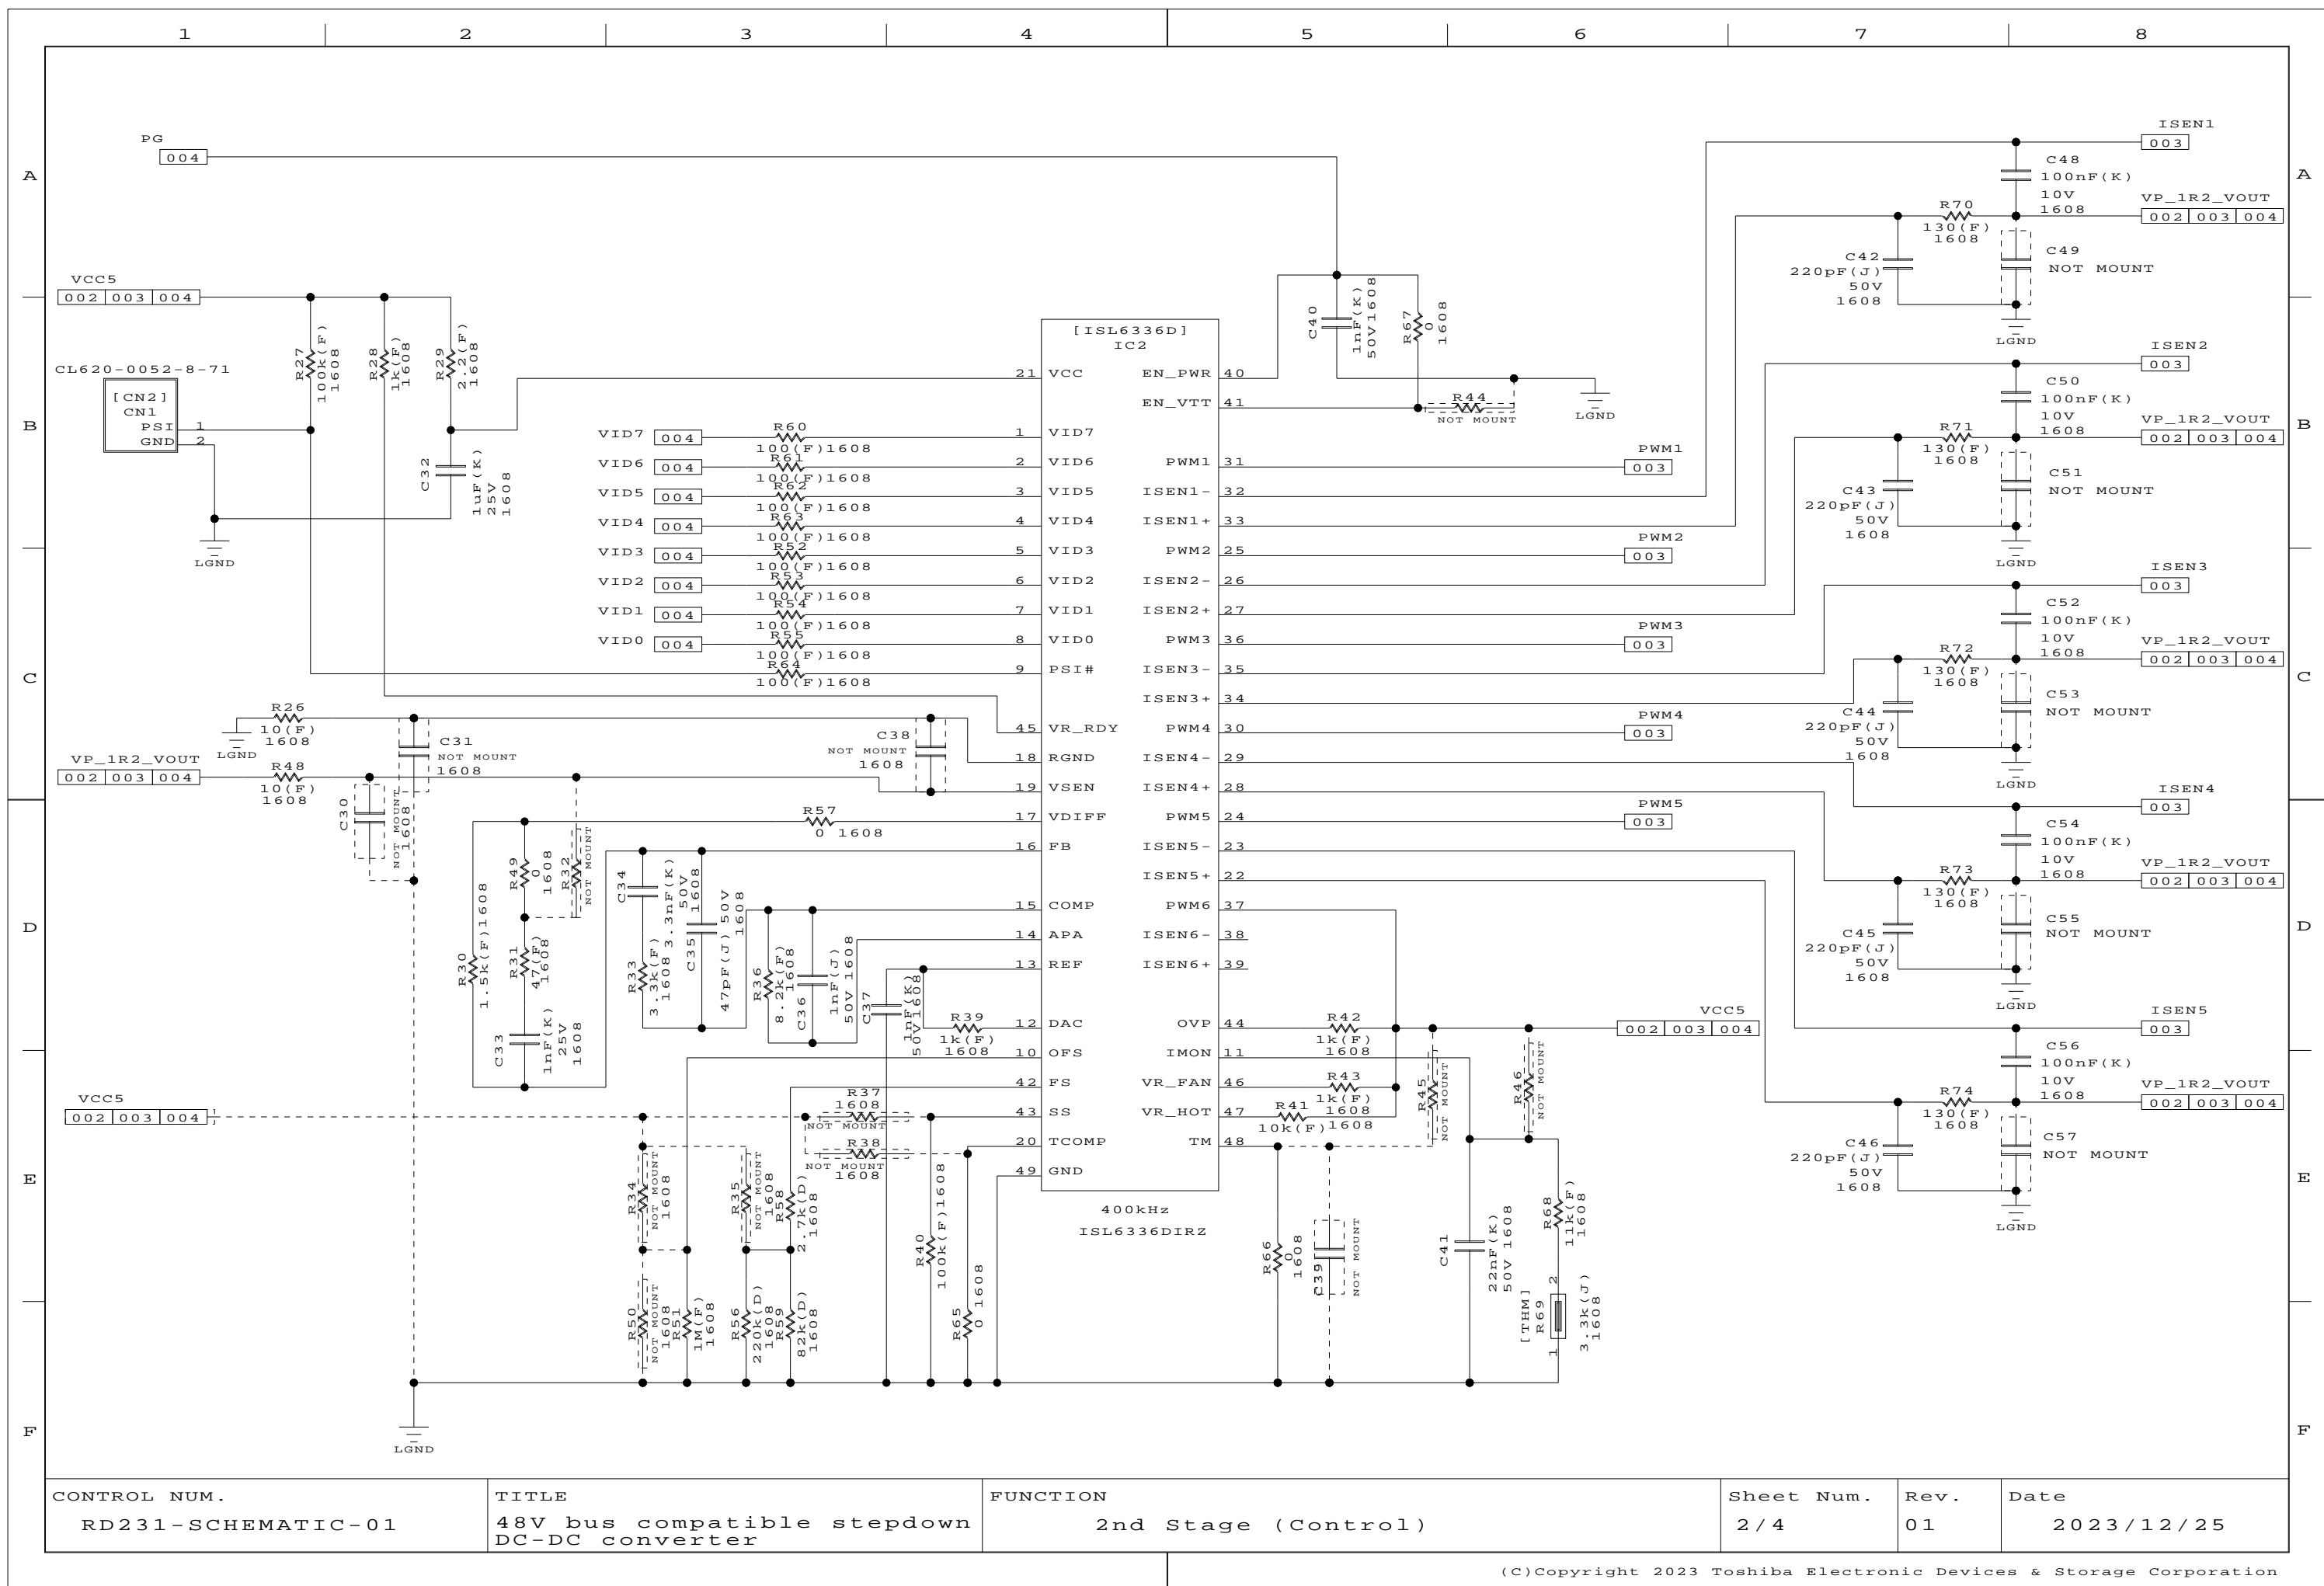 1 2 3 4 5 6 7 8
A
B
C
D
E
F
A
B
C
D
E
F
PG
004
VCC5
002 003 004
R27
100k(F)
1608
R28
1k(F)
1608
R29
2.2(F)
1608
CL620-0052-8-71
[CN2]
CN1
PSI 1
GND 2
LGND
C32
1uF(K)
25V
1608
VID7 004
R60
100(F)1608
VID6 004
R61
100(F)1608
VID5 004
R62
100(F)1608
VID4 004
R63
100(F)1608
VID3 004
R52
100(F)1608
VID2 004
R53
100(F)1608
VID1 004
R54
100(F)1608
VID0 004
R55
100(F)1608
R64
100(F)1608
R26
10(F)
1608
LGND
VP_1R2_VOUT
002 003 004
R48
10(F)
1608
C31
NOT MOUNT
1608
C38
NOT MOUNT
1608
C30
NOT MOUNT
1608
R57
0 1608
R49
0
1608
R32
NOT MOUNT
R30
1.5k(F)1608
R31
47(F)
1608
C33
1nF(K)
25V
1608
C34
3.3nF(K)
50V
1608
R33
3.3k(F)
1608
C35
47pF(J)50V
1608
R36
8.2k(F)
1608
C36
1nF(J)
50V 1608
C37
1nF(K)
50V1608
R39
1k(F)
1608
VCC5
002 003 004
R37
1608
NOT MOUNT
R38
NOT MOUNT
1608
R34
NOT MOUNT
1608
R35
NOT MOUNT
1608
R58
2.7k(D)
1608
R40
100k(F)1608
R50
NOT MOUNT
1608
R51
1M(F)
1608
R56
220k(D)
1608
R59
82k(D)
1608
R65
0 1608
LGND
[ISL6336D]
IC2
21 VCC EN_PWR 40
EN_VTT 41
1 VID7
2 VID6 PWM1 31
3 VID5 ISEN1- 32
4 VID4 ISEN1+ 33
5 VID3 PWM2 25
6 VID2 ISEN2- 26
7 VID1 ISEN2+ 27
8 VID0 PWM3 36
9 PSI# ISEN3- 35
ISEN3+ 34
45 VR_RDY PWM4 30
18 RGND ISEN4- 29
19 VSEN ISEN4+ 28
17 VDIFF PWM5 24
16 FB ISEN5- 23
ISEN5+ 22
15 COMP PWM6 37
14 APA ISEN6- 38
13 REF ISEN6+ 39
12 DAC OVP 44
10 OFS IMON 11
42 FS VR_FAN 46
43 SS VR_HOT 47
20 TCOMP TM 48
49 GND
400kHz
ISL6336DIRZ
C40
1nF(K)
50V1608
R67
0
1608
R44
NOT MOUNT
LGND
PWM1
003
PWM2
003
PWM3
003
PWM4
003
PWM5
003
VCC5
002 003 004
R42
1k(F)
1608
R43
1k(F)
1608
R41
10k(F)
R45
NOT MOUNT
R46
NOT MOUNT
R66
0
1608
C39
NOT MOUNT
C41
22nF(K)
50V 1608
R68
11k(F)
1608
[THM]
R69
2
1
3.3k(J)
1608
ISEN1
003
C48
100nF(K)
10V
1608
VP_1R2_VOUT
002 003 004
R70
130(F)
1608
C42
220pF(J)
50V
1608
C49
NOT MOUNT
LGND
ISEN2
003
C50
100nF(K)
10V
1608
VP_1R2_VOUT
002 003 004
R71
130(F)
1608
C43
220pF(J)
50V
1608
C51
NOT MOUNT
LGND
ISEN3
003
C52
100nF(K)
10V
1608
VP_1R2_VOUT
002 003 004
R72
130(F)
1608
C44
220pF(J)
50V
1608
C53
NOT MOUNT
LGND
ISEN4
003
C54
100nF(K)
10V
1608
VP_1R2_VOUT
002 003 004
R73
130(F)
1608
C45
220pF(J)
50V
1608
C55
NOT MOUNT
LGND
ISEN5
003
C56
100nF(K)
10V
1608
VP_1R2_VOUT
002 003 004
R74
130(F)
1608
C46
220pF(J)
50V
1608
C57
NOT MOUNT
LGND
CONTROL NUM.
RD231-SCHEMATIC-01
TITLE
48V bus compatible stepdown
DC-DC converter
FUNCTION
2nd Stage (Control)
Sheet Num.
2/4
Rev.
01
Date
2023/12/25
(C)Copyright 2023 Toshiba Electronic Devices & Storage Corporation